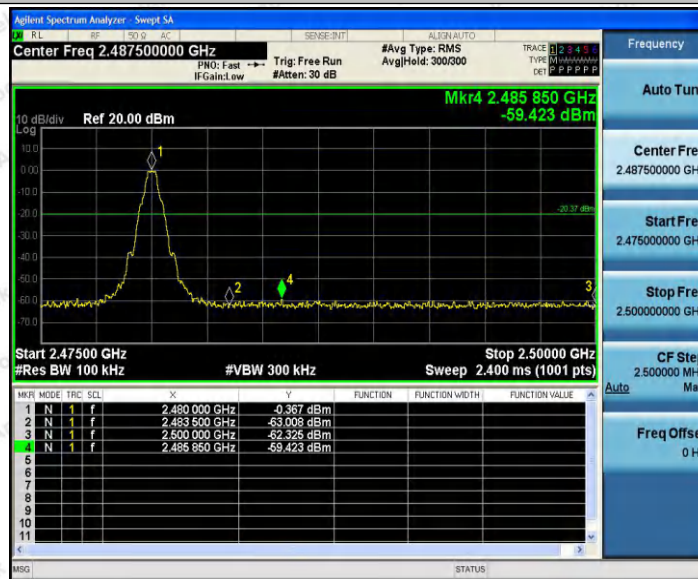 Agilent Spectrum Analyzer - Swept SA
RL RF 50 Ω AC SENSE:INT ALIGN AUTO
Center Freq 2.487500000 GHz
PNO: Fast
IFGain:Low
Trig: Free Run
#Atten: 30 dB
#Avg Type: RMS
Avg|Hold: 300/300
TRACE 1 2 3 4 5 6
TYPE M
DET P P P P P P
Mkr4 2.485 850 GHz
-59.423 dBm
10 dB/div Ref 20.00 dBm
Log
10.0
0.00
-10.0
-20.0
-30.0
-40.0
-50.0
-60.0
-70.0
1
2
4
3
-20.37 dBm
Start 2.47500 GHz Stop 2.50000 GHz
#Res BW 100 kHz #VBW 300 kHz Sweep 2.400 ms (1001 pts)
MKR MODE TRC SCL X Y FUNCTION FUNCTION WIDTH FUNCTION VALUE
1 N 1 f 2.480 000 GHz -0.367 dBm
2 N 1 f 2.483 500 GHz -63.008 dBm
3 N 1 f 2.500 000 GHz -62.325 dBm
4 N 1 f 2.485 850 GHz -59.423 dBm
5
6
7
8
9
10
11
MSG STATUS
Frequency
Auto Tun
Center Fre
2.487500000 GH
Start Fre
2.475000000 GH
Stop Fre
2.500000000 GH
CF Ste
2.500000 MH
Auto Ma
Freq Offse
0 H